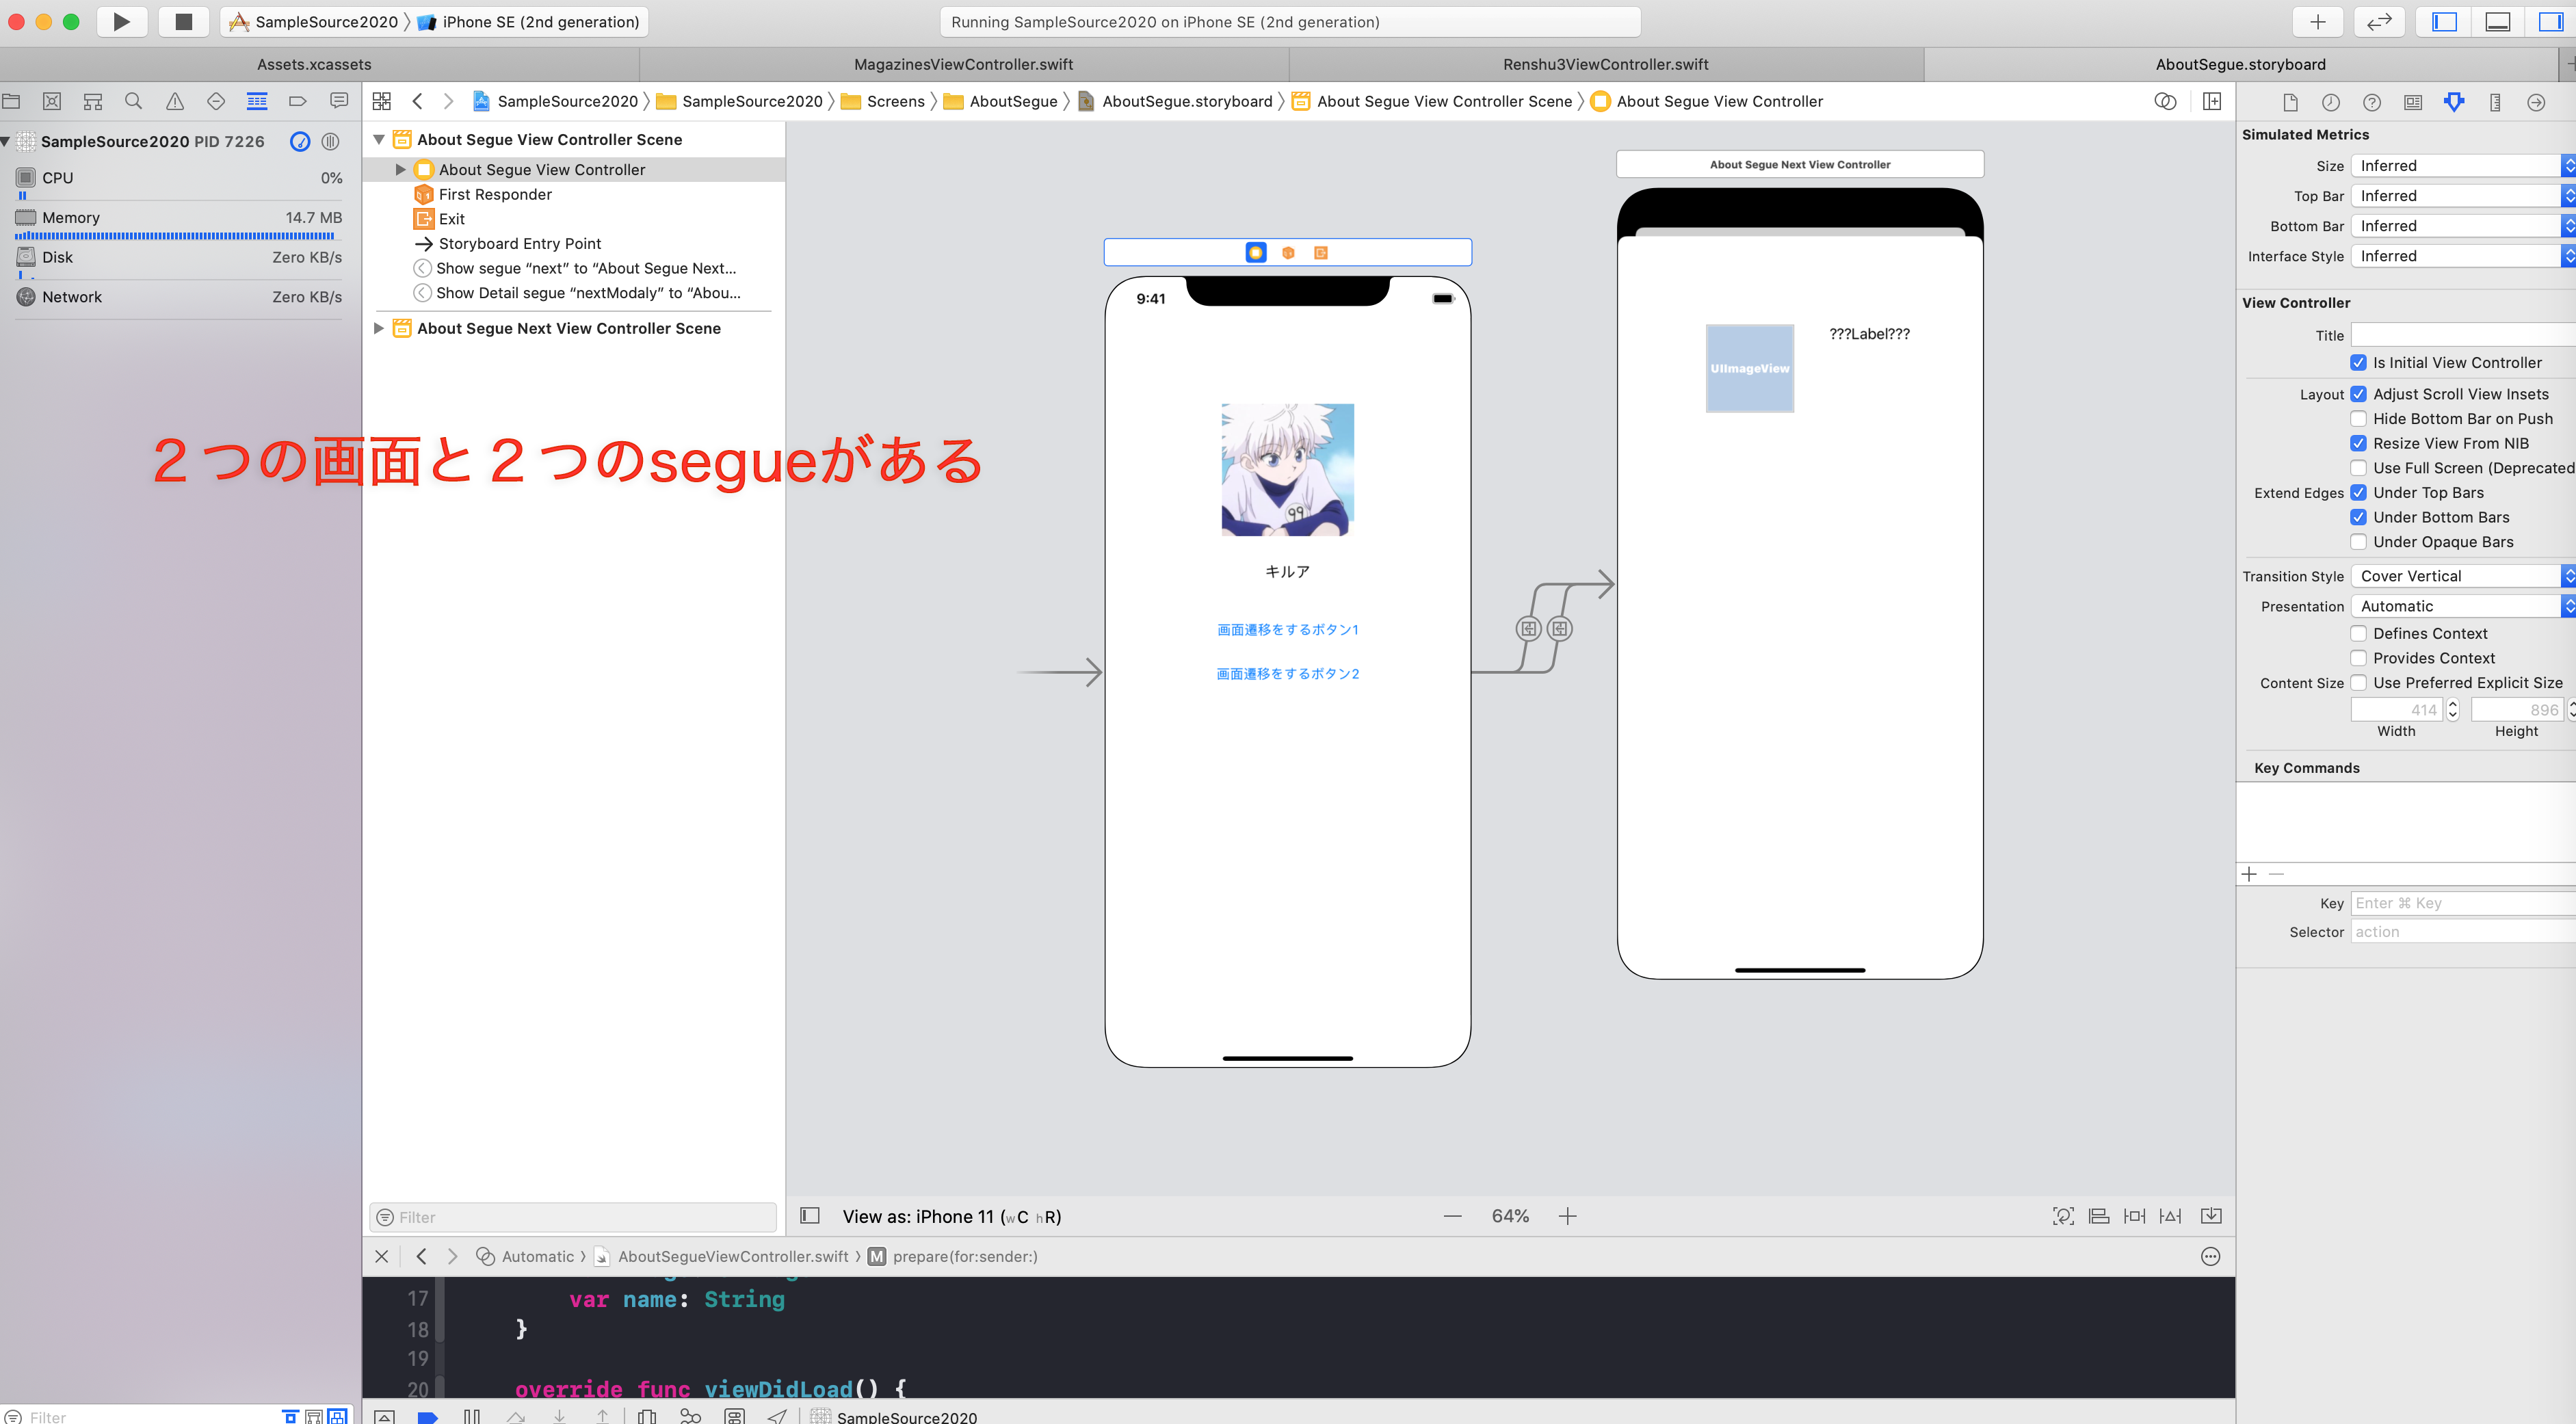 SampleSource2020 〉 iPhone SE (2nd generation)
Running SampleSource2020 on iPhone SE (2nd generation)
Assets.xcassets
MagazinesViewController.swift
Renshu3ViewController.swift
AboutSegue.storyboard
SampleSource2020 〉 SampleSource2020 〉 Screens 〉 AboutSegue 〉 AboutSegue.storyboard 〉 About Segue View Controller Scene 〉 About Segue View Controller
SampleSource2020 PID 7226
CPU 0%
Memory 14.7 MB
Disk Zero KB/s
Network Zero KB/s
About Segue View Controller Scene
About Segue View Controller
First Responder
Exit
Storyboard Entry Point
Show segue “next” to “About Segue Next...
Show Detail segue “nextModaly” to “Abou...
About Segue Next View Controller Scene
２つの画面と２つのsegueがある
9:41
99
キルア
画面遷移をするボタン1
画面遷移をするボタン2
About Segue Next View Controller
UIImageView
???Label???
Simulated Metrics
Size Inferred
Top Bar Inferred
Bottom Bar Inferred
Interface Style Inferred
View Controller
Title
Is Initial View Controller
Layout Adjust Scroll View Insets
Hide Bottom Bar on Push
Resize View From NIB
Use Full Screen (Deprecated
Extend Edges Under Top Bars
Under Bottom Bars
Under Opaque Bars
Transition Style Cover Vertical
Presentation Automatic
Defines Context
Provides Context
Content Size Use Preferred Explicit Size
414 896
Width Height
Key Commands
Key Enter ⌘ Key
Selector action
Filter
View as: iPhone 11 (wC hR)
64%
Automatic 〉 AboutSegueViewController.swift 〉 M prepare(for:sender:)
17 var name: String
18 }
19
20 override func viewDidLoad() {
Filter
SampleSource2020